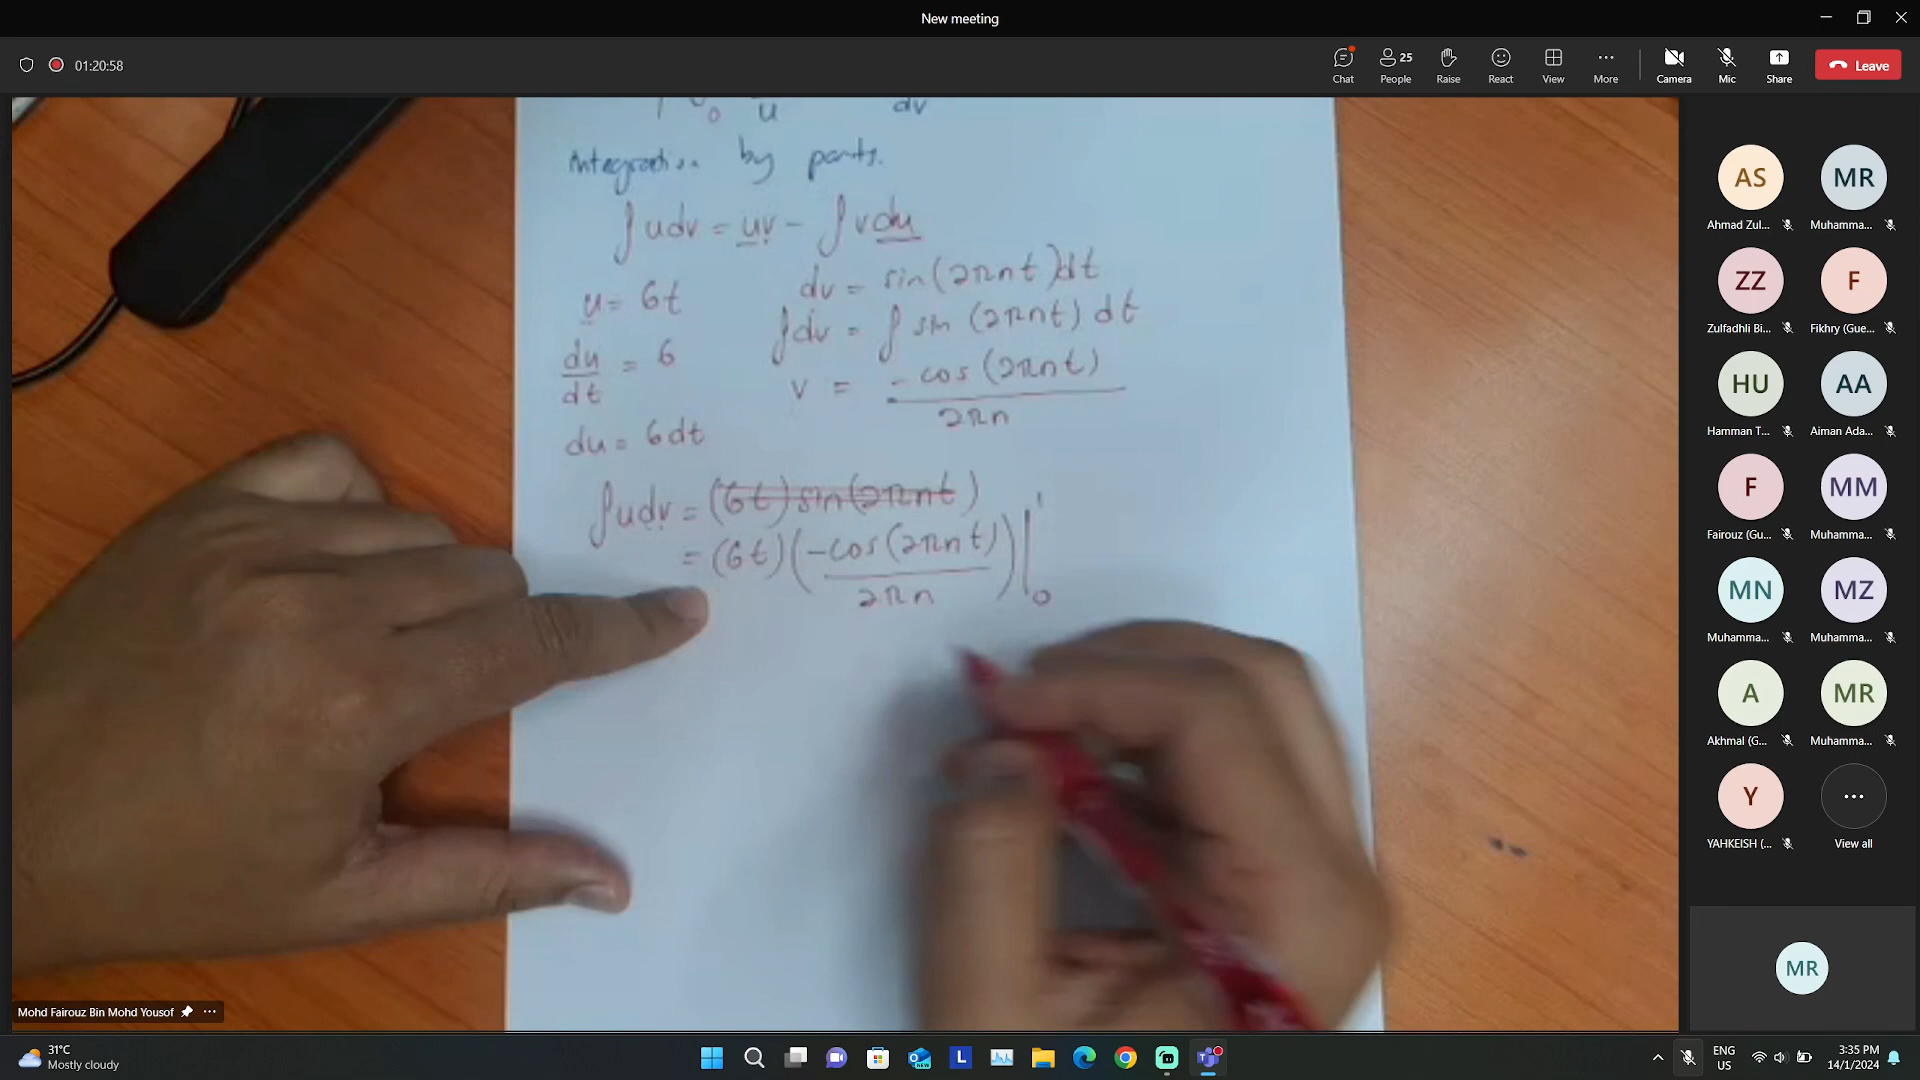 New meeting
01:20:58
Chat
25
People
Raise
React
View
More
Camera
Mic
Share
Leave
u dv
by parts.
∫udv = uv - ∫vdu
u = 6t
dv = sin(2πnt)dt
du/dt = 6
∫dv = ∫ sin (2πnt) dt
v = -cos (2πnt) / 2πn
du = 6dt
∫udv = (6t) sin(2πnt)
= (6t)(-cos(2πnt) / 2πn)|
1
0
AS
MR
Ahmad Zul...
Muhamma...
ZZ
F
Zulfadhli Bi...
Fikhry (Gue...
HU
AA
Hamman T...
Aiman Ada...
F
MM
Fairouz (Gu...
Muhamma...
MN
MZ
Muhamma...
Muhamma...
A
MR
Akhmal (G...
Muhamma...
Y
YAHKEISH (...
View all
MR
Mohd Fairouz Bin Mohd Yousof
31°C
Mostly cloudy
L
NEW
ENG
US
3:35 PM
14/1/2024